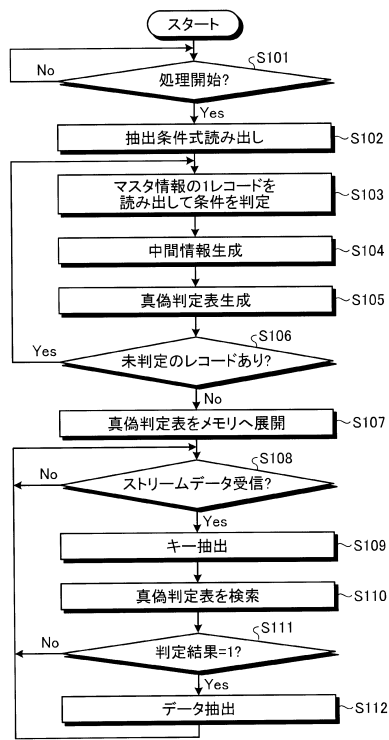 スタート
S101
No
処理開始?
Yes
抽出条件式読み出し
S102
マスタ情報の1レコードを
読み出して条件を判定
S103
中間情報生成
S104
真偽判定表生成
S105
S106
Yes
未判定のレコードあり?
No
真偽判定表をメモリへ展開
S107
S108
No
ストリームデータ受信?
Yes
キー抽出
S109
真偽判定表を検索
S110
S111
No
判定結果=1?
Yes
データ抽出
S112